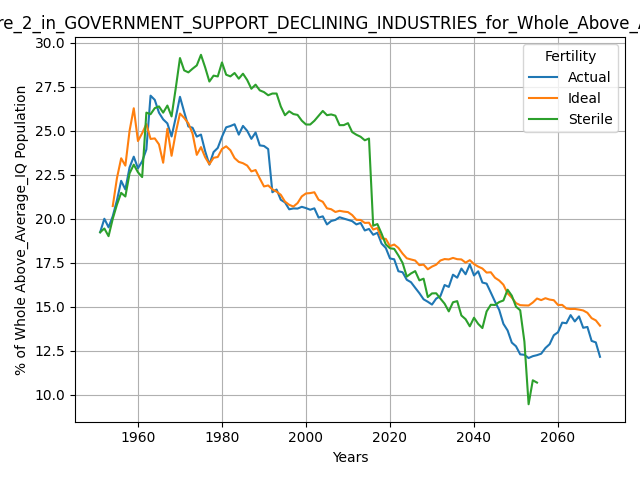 re_2_in_GOVERNMENT_SUPPORT_DECLINING_INDUSTRIES_for_Whole_Above_A
Fertility
Actual
Ideal
Sterile
% of Whole Above_Average_IQ Population
30.0
27.5
25.0
22.5
20.0
17.5
15.0
12.5
10.0
1960
1980
2000
2020
2040
2060
Years